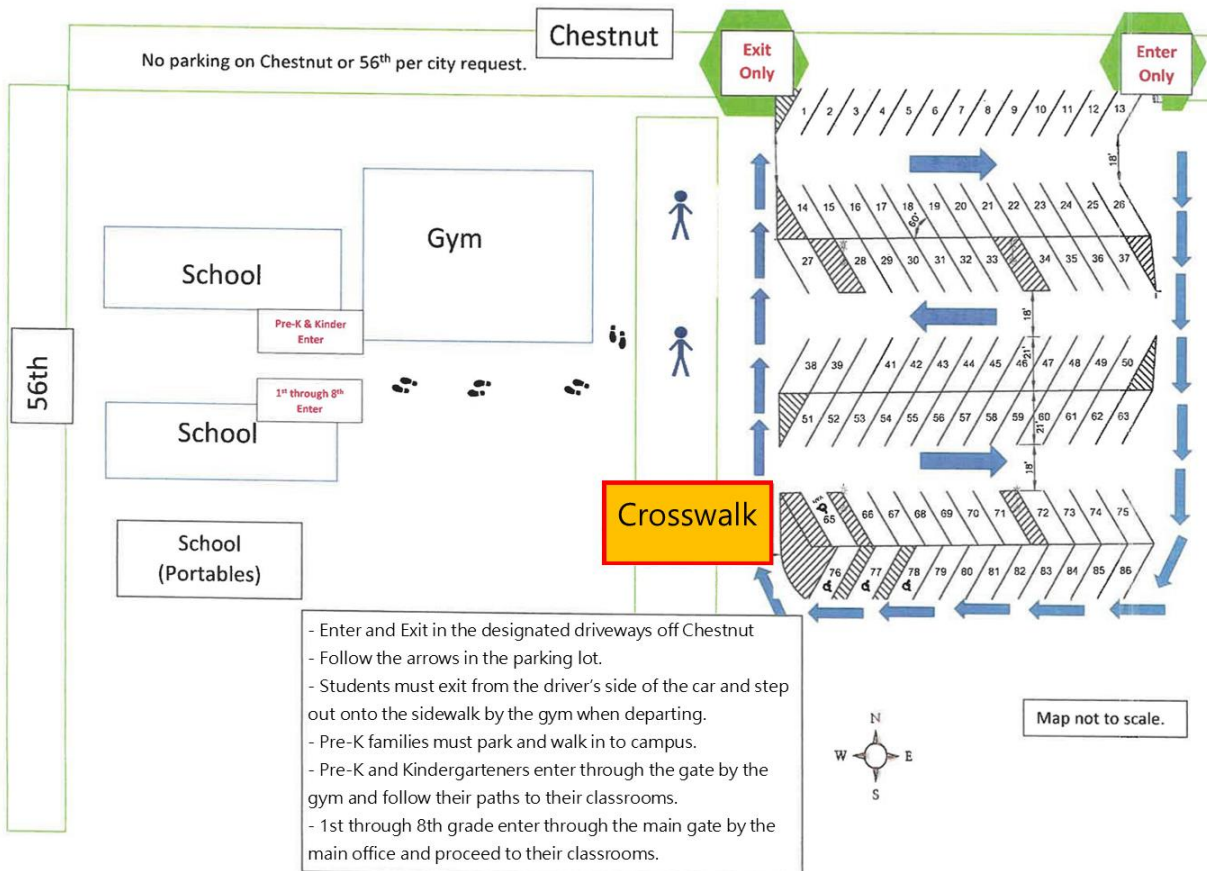 Chestnut
No parking on Chestnut or 56th per city request.
Exit
Only
Enter
Only
1 2 3 4 5 6 7 8 9 10 11 12 13
18'
14 15 16 17 18 19 20 21 22 23 24 25 26
60°
27 28 29 30 31 32 33 34 35 36 37
18'
Gym
School
Pre-K & Kinder
Enter
56th
1st through 8th
Enter
School
38 39 41 42 43 44 45 46 47 48 49 50
21'
51 52 53 54 55 56 57 58 59 60 61 62 63
21'
18'
Crosswalk
VAN
65 66 67 68 69 70 71 72 73 74 75
76 77 78 79 80 81 82 83 84 85 86
School
(Portables)
- Enter and Exit in the designated driveways off Chestnut
- Follow the arrows in the parking lot.
- Students must exit from the driver's side of the car and step
out onto the sidewalk by the gym when departing.
- Pre-K families must park and walk in to campus.
- Pre-K and Kindergarteners enter through the gate by the
gym and follow their paths to their classrooms.
- 1st through 8th grade enter through the main gate by the
main office and proceed to their classrooms.
N
W E
S
Map not to scale.